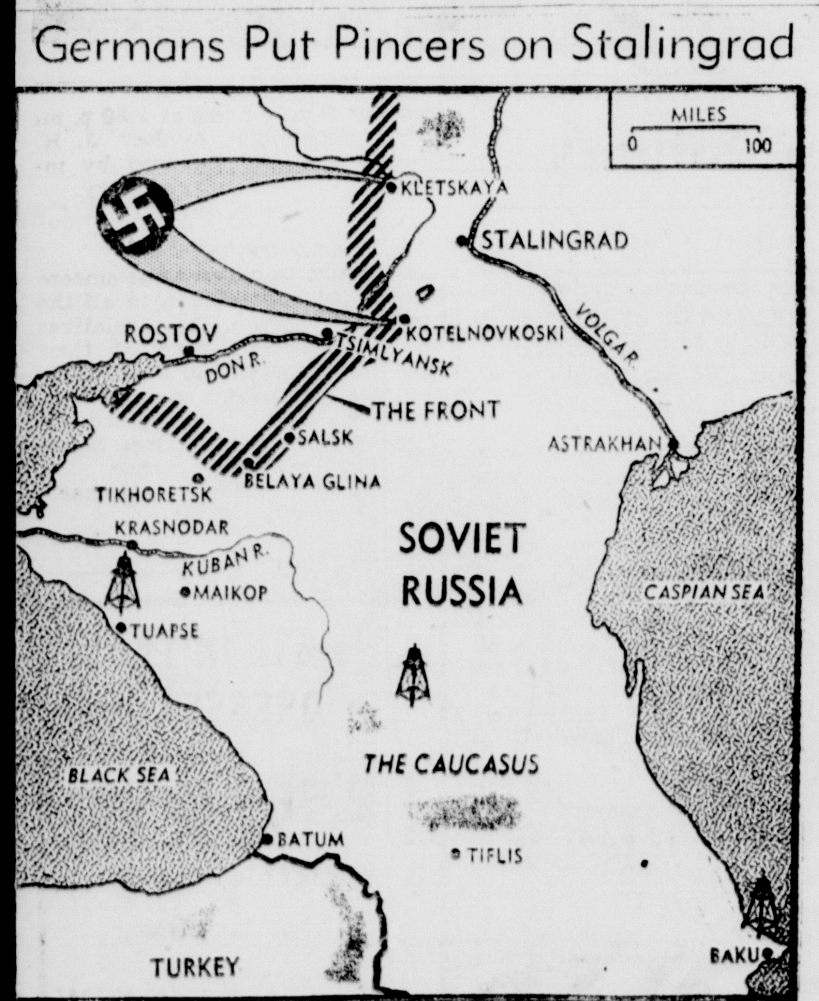 Germans Put Pincers on Stalingrad
MILES
0 100
KLETSKAYA
STALINGRAD
VOLGA R.
ROSTOV
KOTELNOVKOSKI
TSIMLYANSK
DON R.
THE FRONT
SALSK
ASTRAKHAN
BELAYA GLINA
TIKHORETSK
KRASNODAR
KUBAN R.
SOVIET
RUSSIA
MAIKOP
CASPIAN SEA
TUAPSE
THE CAUCASUS
BLACK SEA
BATUM
TIFLIS
BAKU
TURKEY